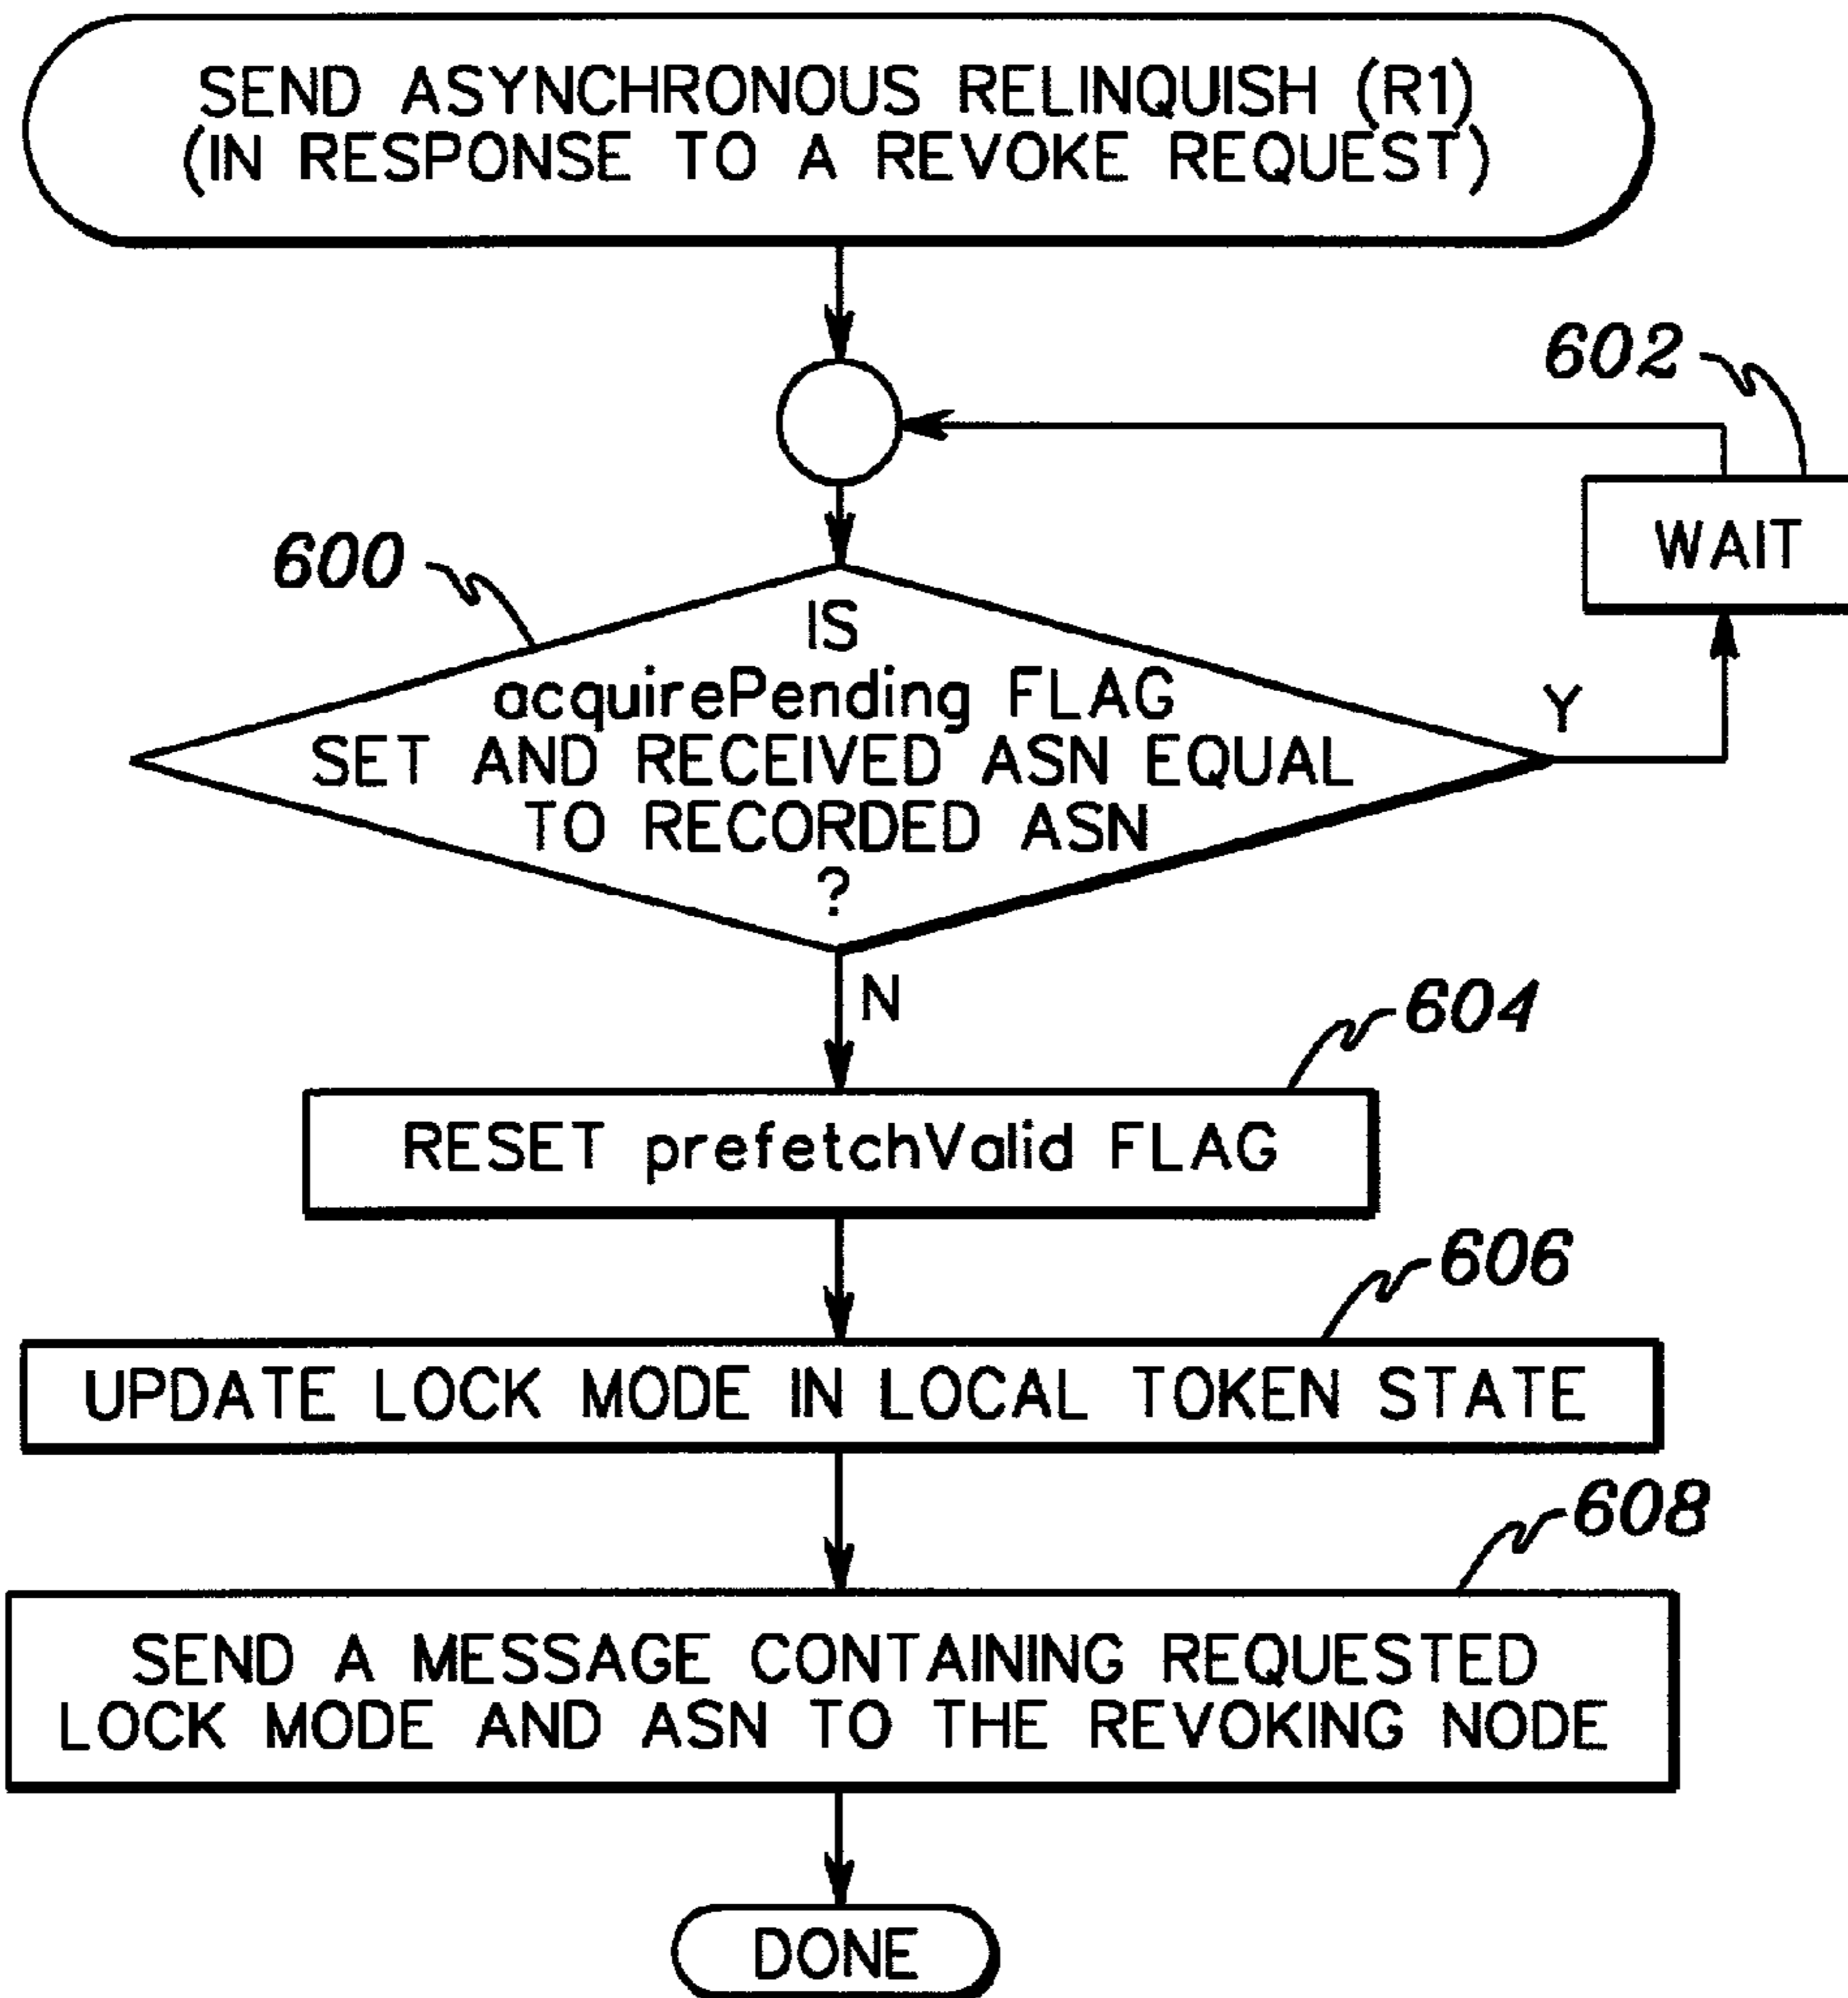 SEND ASYNCHRONOUS RELINQUISH (R1)
(IN RESPONSE TO A REVOKE REQUEST)
602
WAIT
600
IS
acquirePending FLAG
SET AND RECEIVED ASN EQUAL
TO RECORDED ASN
?
Y
N
604
RESET prefetchValid FLAG
606
UPDATE LOCK MODE IN LOCAL TOKEN STATE
608
SEND A MESSAGE CONTAINING REQUESTED
LOCK MODE AND ASN TO THE REVOKING NODE
DONE